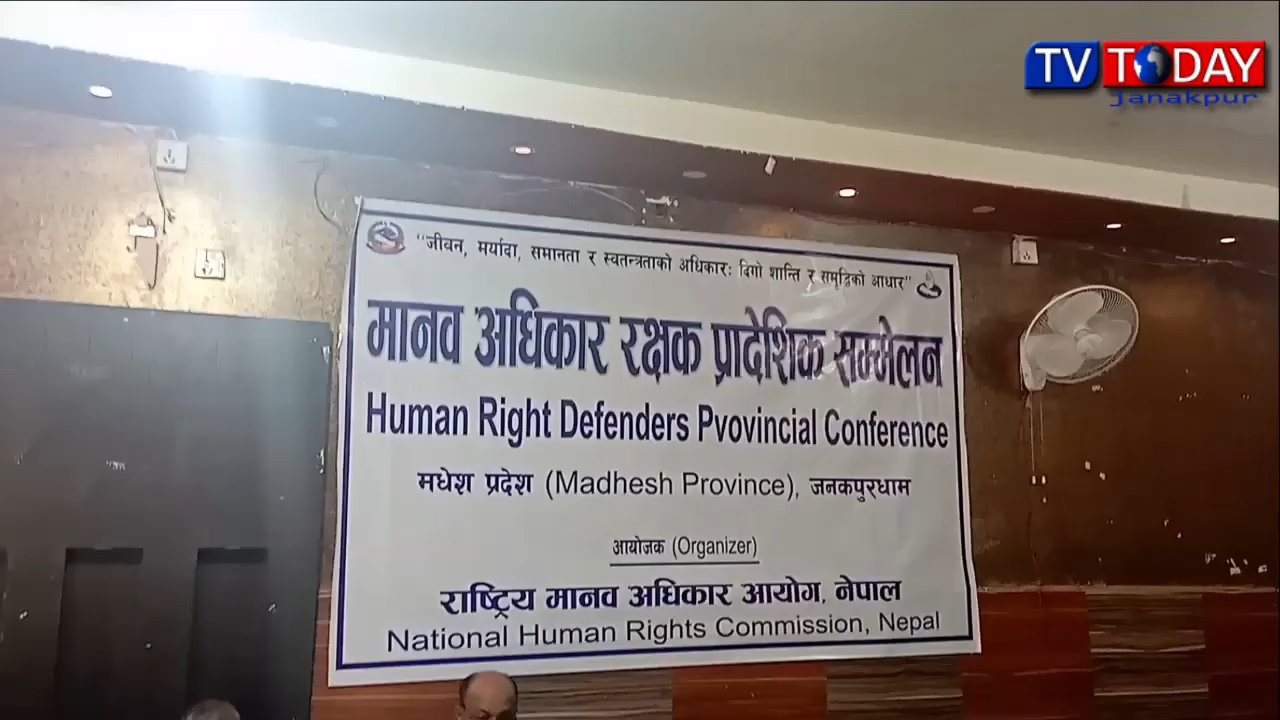 TV TODAY
Janakpur
"जीवन, मर्यादा, समानता र स्वतन्त्रताको अधिकारः दिगो शान्ति र समृद्धिको आधार"
मानव अधिकार रक्षक प्रादेशिक सम्मेलन
Human Right Defenders Pvovincial Conference
मधेश प्रदेश (Madhesh Province), जनकपुरधाम
आयोजक (Organizer)
राष्ट्रिय मानव अधिकार आयोग, नेपाल
National Human Rights Commission, Nepal